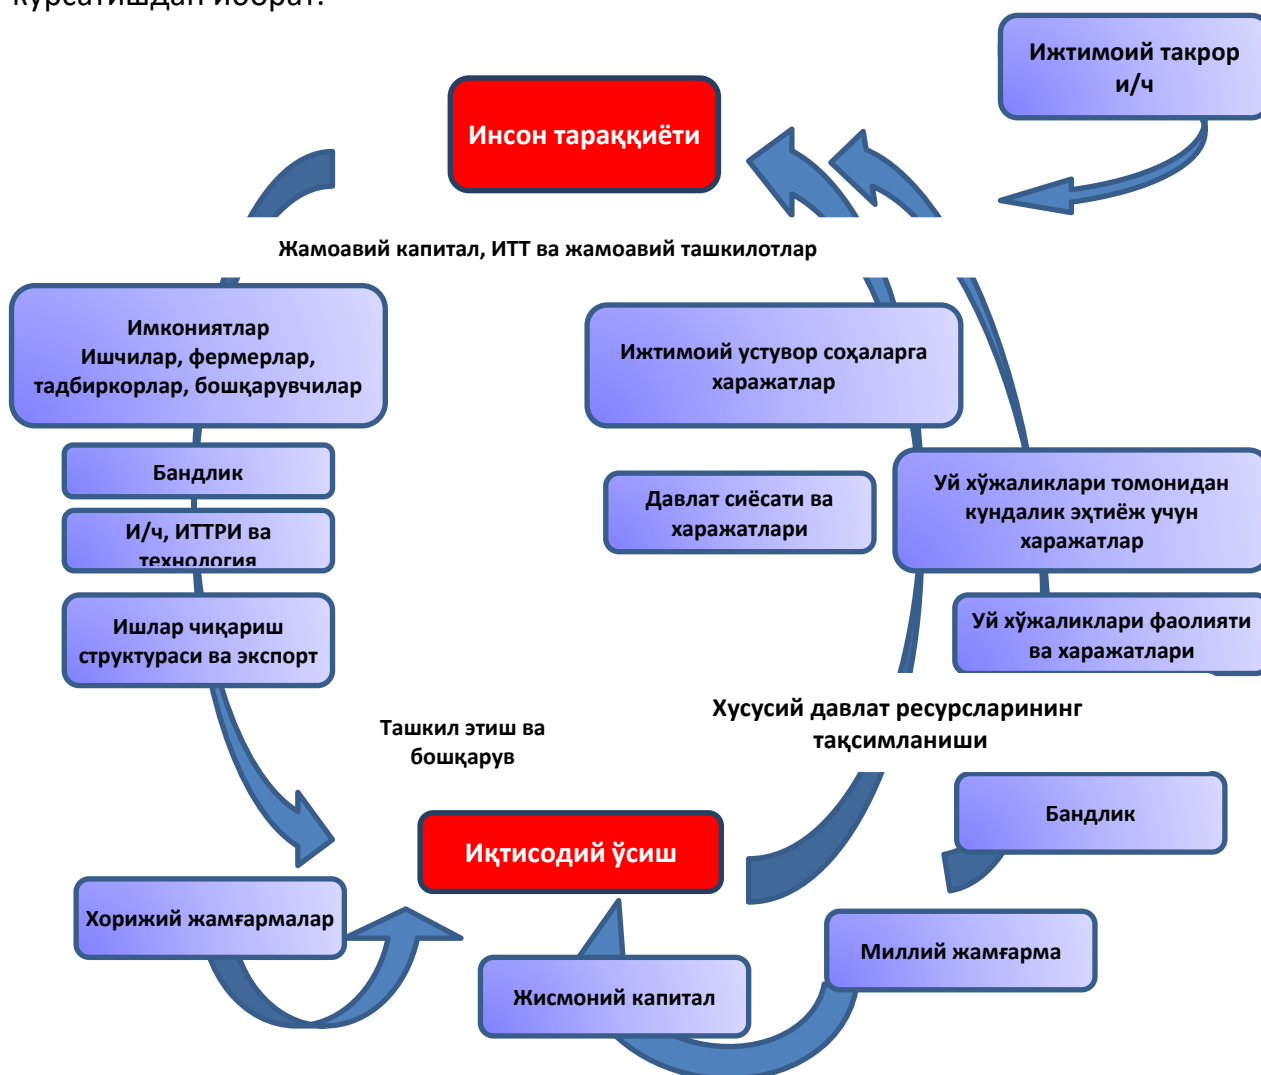 кўрсатишдан иборат.
Ижтимоий такрор
и/ч
Инсон тараққиёти
Жамоавий капитал, ИТТ ва жамоавий ташкилотлар
Имкониятлар
Ишчилар, фермерлар,
тадбиркорлар, бошқарувчилар
Ижтимоий устувор соҳаларга
харажатлар
Бандлик
Давлат сиёсати ва
харажатлари
Уй хўжаликлари томонидан
кундалик эҳтиёж учун
харажатлар
И/ч, ИТТРИ ва
технология
Ишлар чиқариш
структураси ва экспорт
Уй хўжаликлари фаолияти
ва харажатлари
Ташкил этиш ва
бошқарув
Хусусий давлат ресурсларининг
тақсимланиши
Бандлик
Иқтисодий ўсиш
Хорижий жамғармалар
Миллий жамғарма
Жисмоний капитал